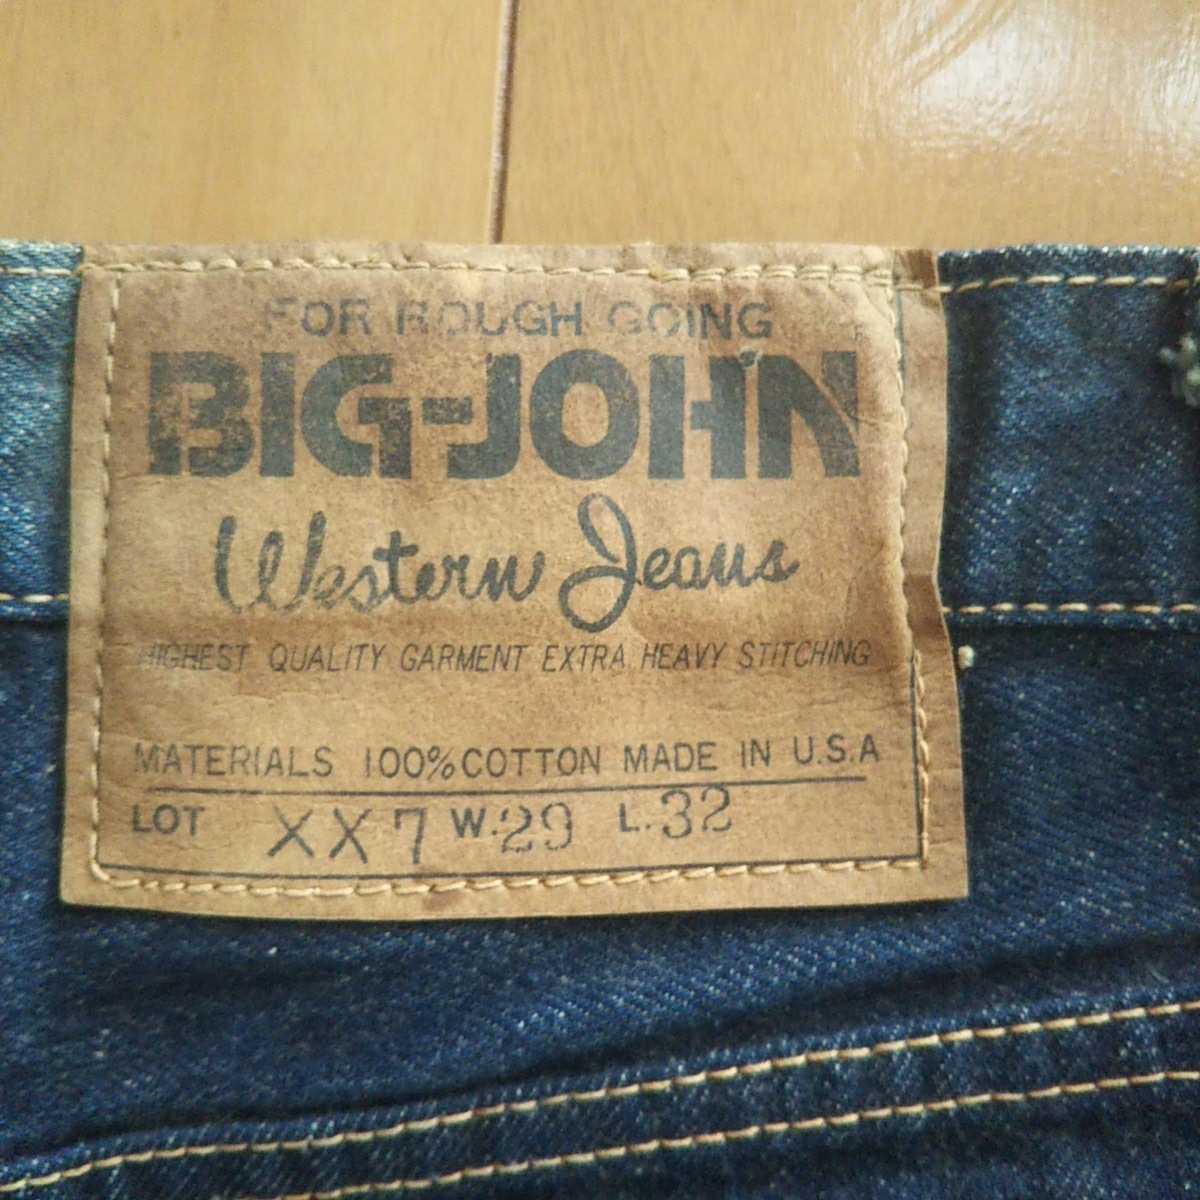 FOR ROUGH GOING
BIG-JOHN
Western Jeans
HIGHEST QUALITY GARMENT EXTRA HEAVY STITCHING
MATERIALS 100% COTTON MADE IN U.S.A
LOT XX7 W.29 L.32